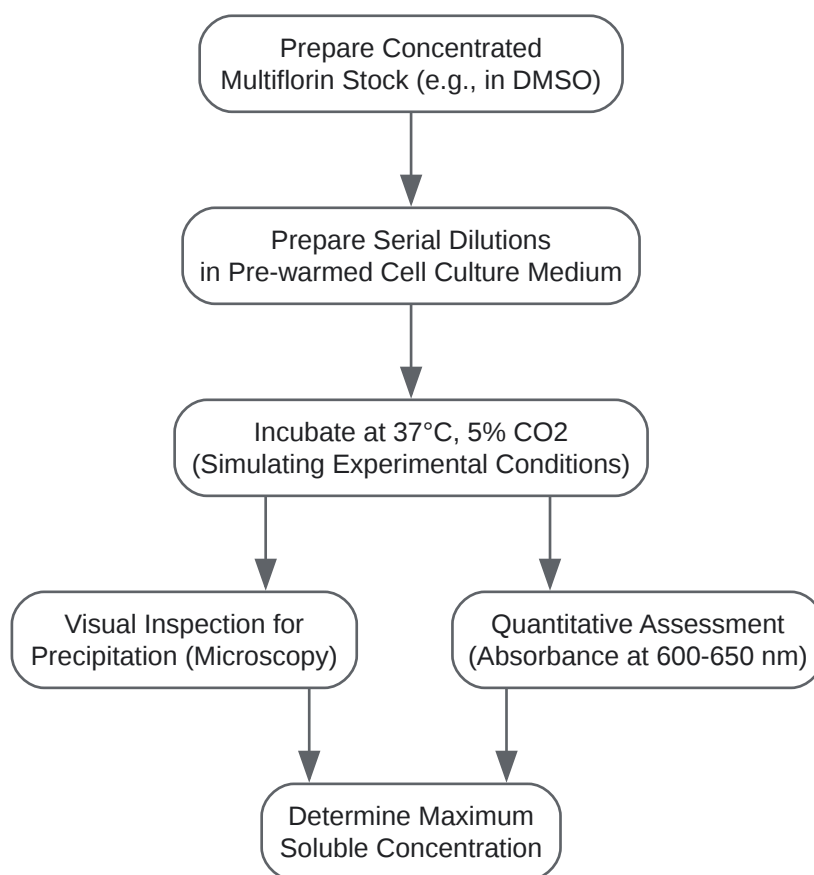 Prepare Concentrated
Multiflorin Stock (e.g., in DMSO)
Prepare Serial Dilutions
in Pre-warmed Cell Culture Medium
Incubate at 37°C, 5% CO2
(Simulating Experimental Conditions)
Visual Inspection for
Precipitation (Microscopy)
Quantitative Assessment
(Absorbance at 600-650 nm)
Determine Maximum
Soluble Concentration